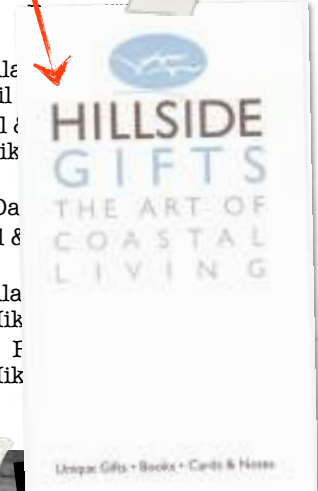 HILLSIDE
GIFTS
THE ART OF
COASTAL
LIVING
Unique Gifts • Books • Cards & Notes